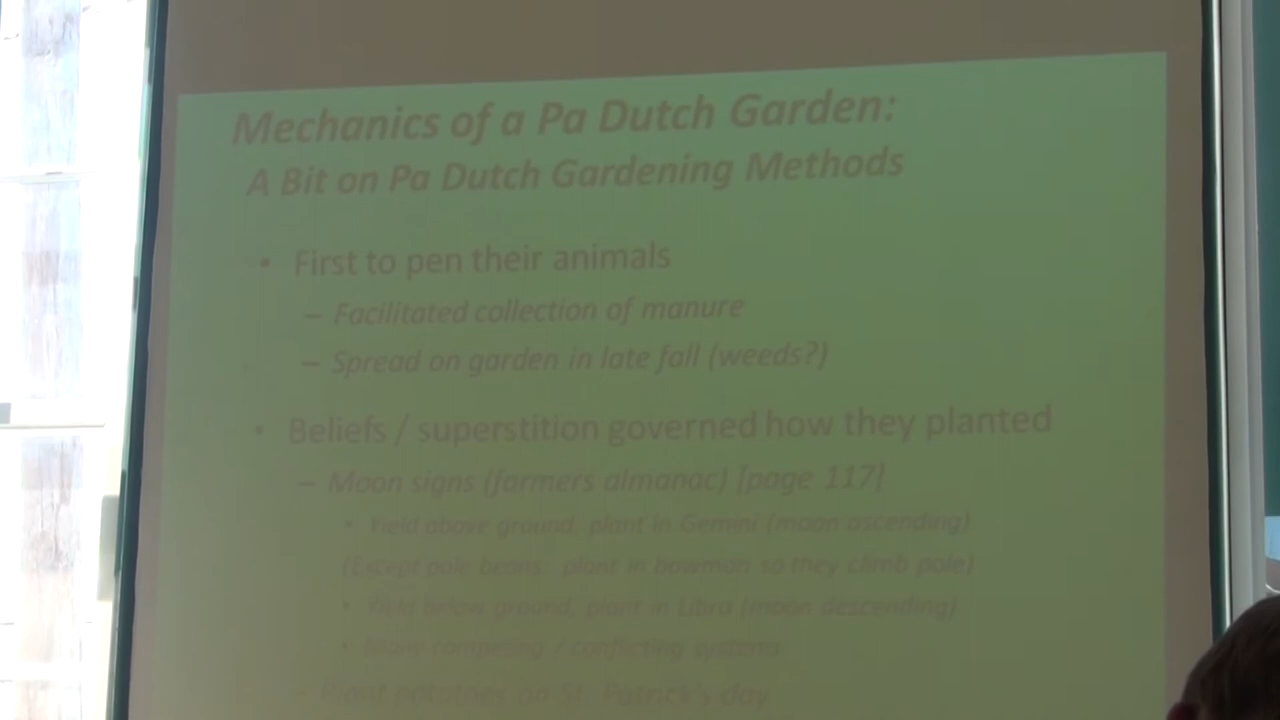 Mechanics of a Pa Dutch Garden:
A Bit on Pa Dutch Gardening Methods
• First to pen their animals
– Facilitated collection of manure
– Spread on garden in late fall (weeds?)
• Beliefs / superstition governed how they planted
– Moon signs (farmers almanac) [page 117]
• Yield above ground, plant in Gemini (moon ascending)
(Except pole beans: plant in bowman so they climb pole)
• Yield below ground, plant in Libra (moon descending)
• Many competing / conflicting systems
– Plant potatoes on St. Patrick's day